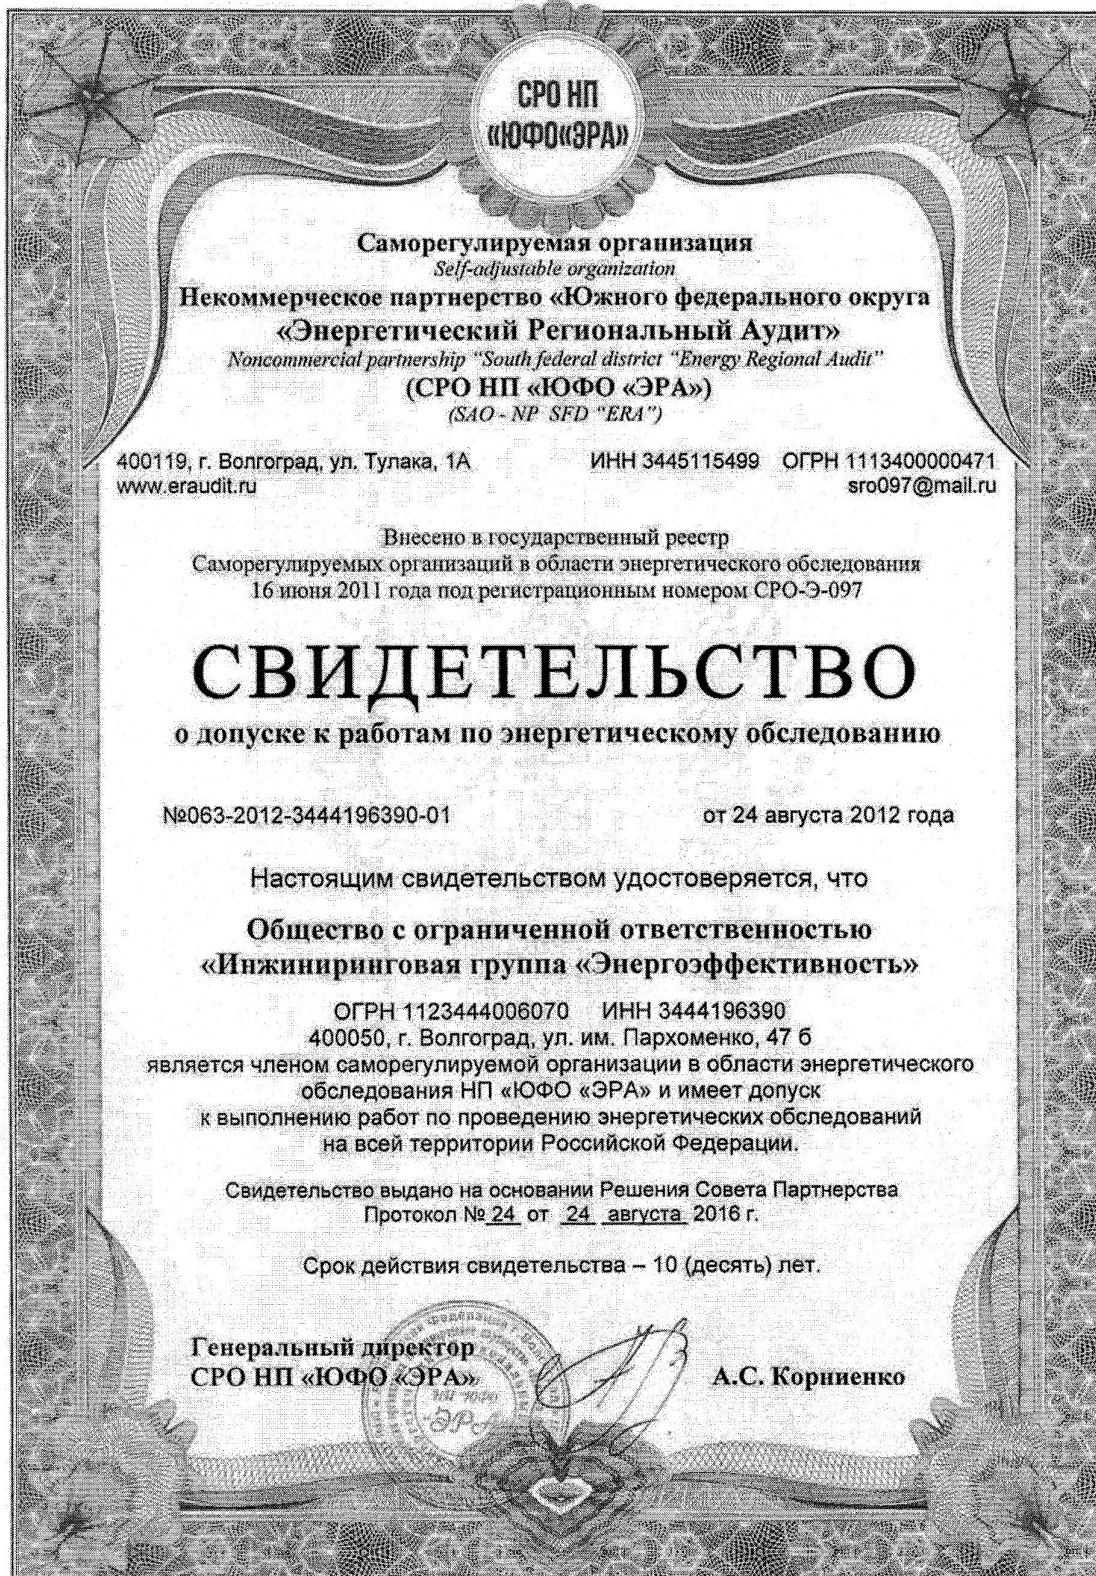 СРО НП
«ЮФО«ЭРА»
Саморегулируемая организация
Self-adjustable organization
Некоммерческое партнерство «Южного федерального округа
«Энергетический Региональный Аудит»
Noncommercial partnership "South federal district "Energy Regional Audit"
(СРО НП «ЮФО «ЭРА»)
(SAO - NP SFD "ERA")
400119, г. Волгоград, ул. Тулака, 1А ИНН 3445115499 ОГРН 1113400000471
www.eraudit.ru sro097@mail.ru
Внесено в государственный реестр
Саморегулируемых организаций в области энергетического обследования
16 июня 2011 года под регистрационным номером СРО-Э-097
СВИДЕТЕЛЬСТВО
о допуске к работам по энергетическому обследованию
№063-2012-3444196390-01 от 24 августа 2012 года
Настоящим свидетельством удостоверяется, что
Общество с ограниченной ответственностью
«Инжиниринговая группа «Энергоэффективность»
ОГРН 1123444006070 ИНН 3444196390
400050, г. Волгоград, ул. им. Пархоменко, 47 б
является членом саморегулируемой организации в области энергетического
обследования НП «ЮФО «ЭРА» и имеет допуск
к выполнению работ по проведению энергетических обследований
на всей территории Российской Федерации.
Свидетельство выдано на основании Решения Совета Партнерства
Протокол № 24 от 24 августа 2016 г.
Срок действия свидетельства – 10 (десять) лет.
Генеральный директор
СРО НП «ЮФО «ЭРА» А.С. Корниенко
НП ЮФО
ЭРА